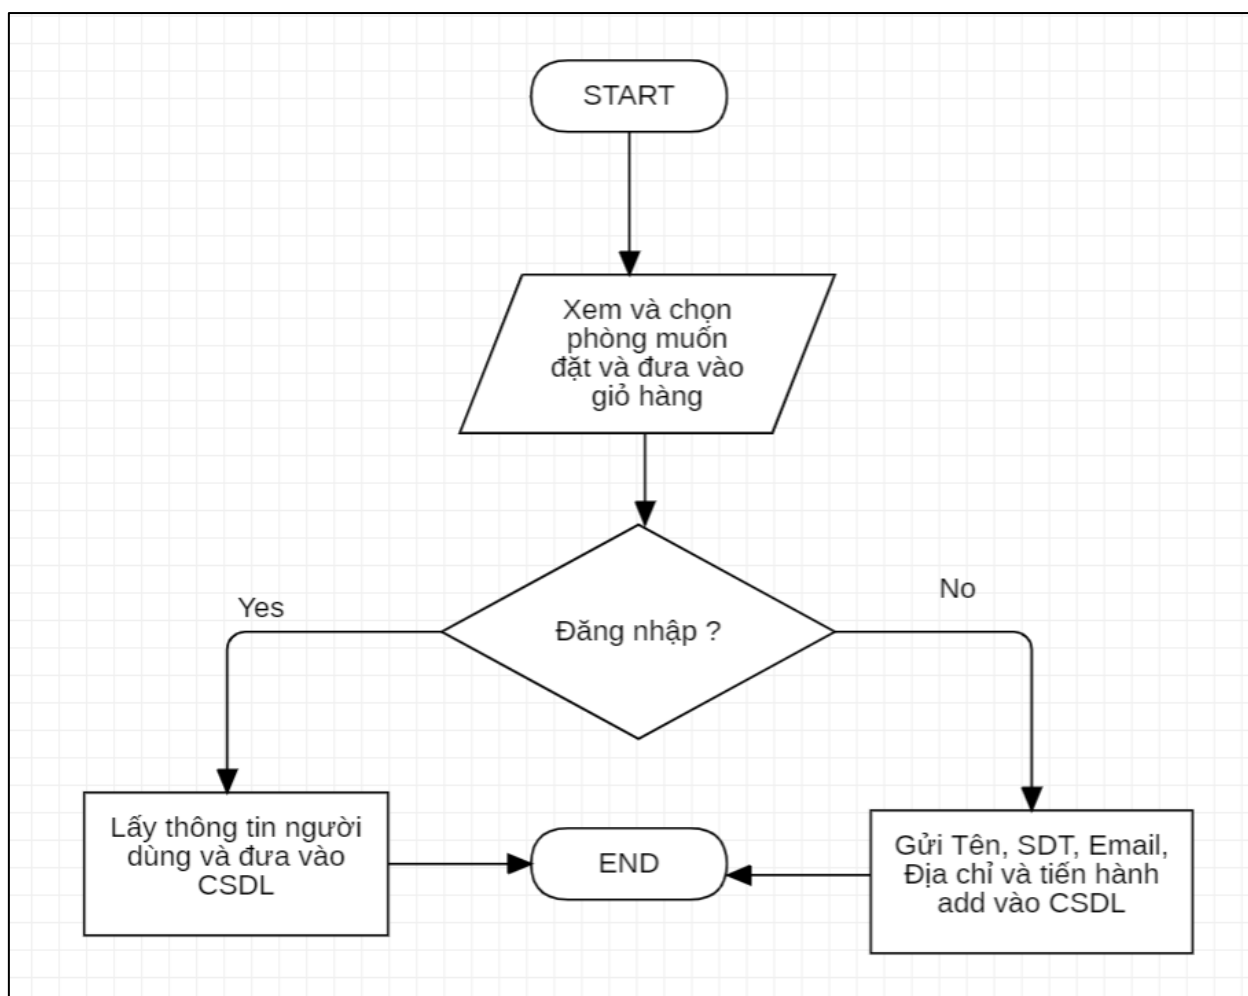 START
Xem và chọn
phòng muốn
đặt và đưa vào
giỏ hàng
Đăng nhập ?
Yes
No
Lấy thông tin người
dùng và đưa vào
CSDL
END
Gửi Tên, SDT, Email,
Địa chỉ và tiến hành
add vào CSDL